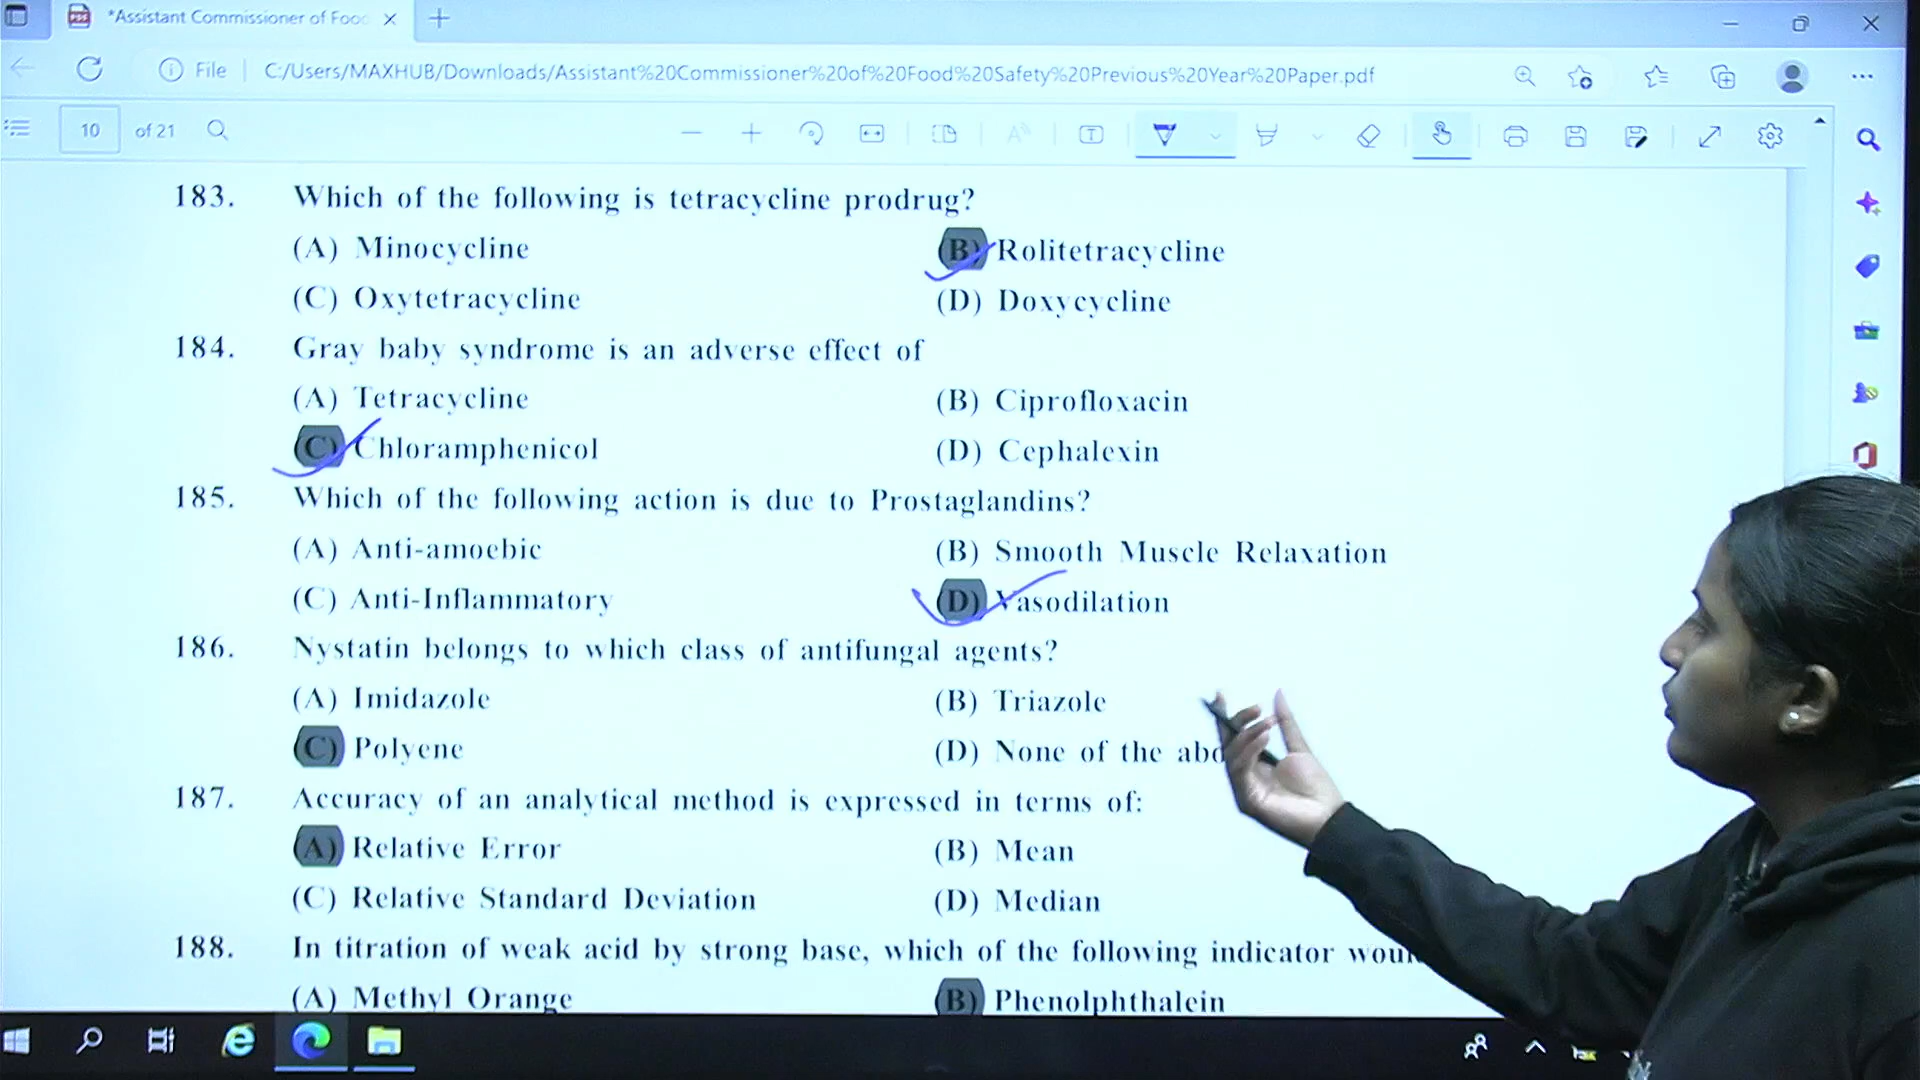 *Assistant Commissioner of Food
File
C:/Users/MAXHUB/Downloads/Assistant%20Commissioner%20of%20Food%20Safety%20Previous%20Year%20Paper.pdf
10 of 21
183. Which of the following is tetracycline prodrug?
(A) Minocycline (B) Rolitetracycline
(C) Oxytetracycline (D) Doxycycline
184. Gray baby syndrome is an adverse effect of
(A) Tetracycline (B) Ciprofloxacin
(C) Chloramphenicol (D) Cephalexin
185. Which of the following action is due to Prostaglandins?
(A) Anti-amoebic (B) Smooth Muscle Relaxation
(C) Anti-Inflammatory (D) Vasodilation
186. Nystatin belongs to which class of antifungal agents?
(A) Imidazole (B) Triazole
(C) Polyene (D) None of the abo
187. Accuracy of an analytical method is expressed in terms of:
(A) Relative Error (B) Mean
(C) Relative Standard Deviation (D) Median
188. In titration of weak acid by strong base, which of the following indicator
(A) Methyl Orange (B) Phenolphthalein